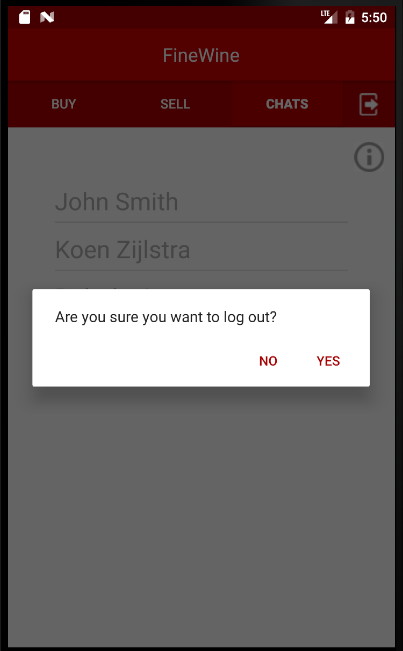 LTE 5:50
FineWine
BUY SELL CHATS
John Smith
Koen Zijlstra
Are you sure you want to log out?
NO YES